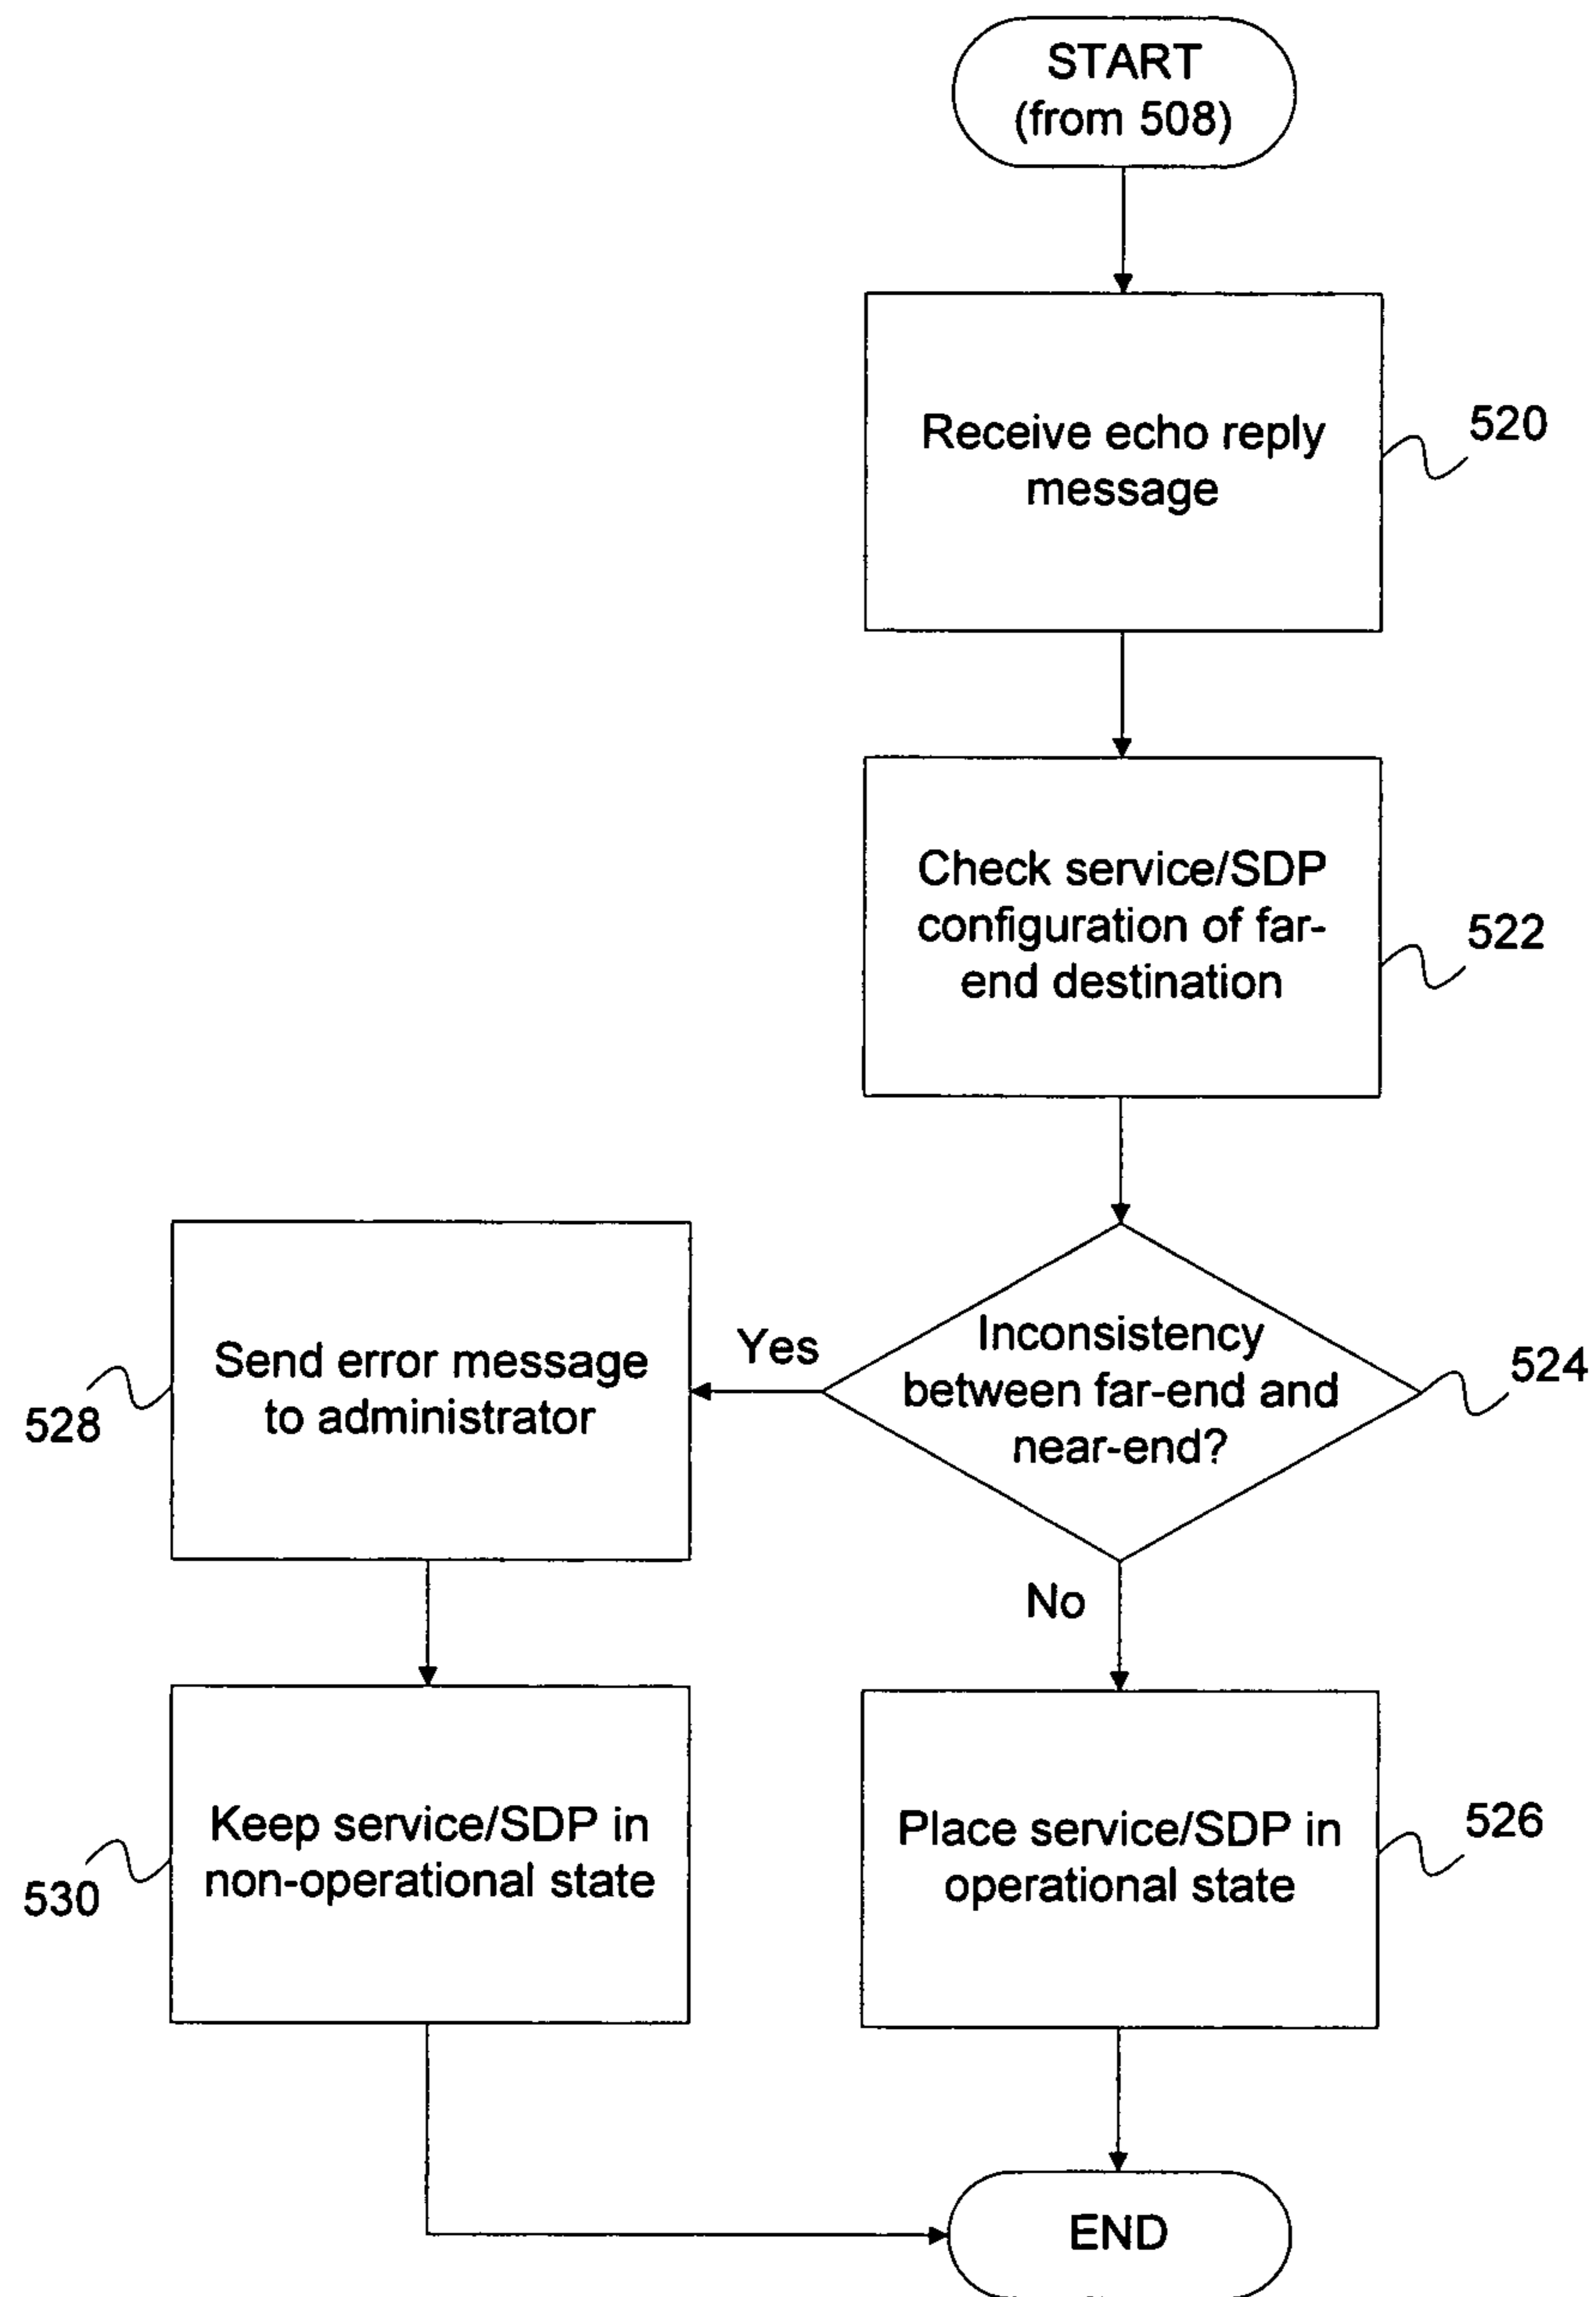 START
(from 508)
Receive echo reply
message
520
Check service/SDP
configuration of far-
end destination
522
Inconsistency
between far-end and
near-end?
524
Yes
No
Send error message
to administrator
528
Keep service/SDP in
non-operational state
530
Place service/SDP in
operational state
526
END